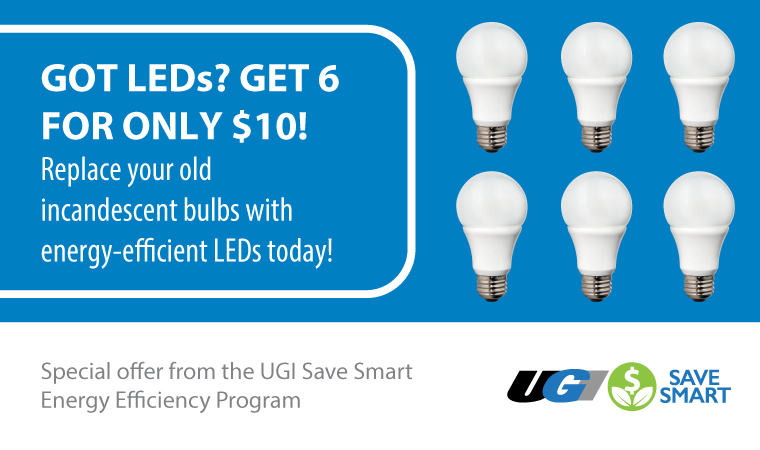 GOT LEDs? GET 6
FOR ONLY $10!
Replace your old
incandescent bulbs with
energy-efficient LEDs today!
Special offer from the UGI Save Smart
Energy Efficiency Program
UGI
$
SAVE
SMART